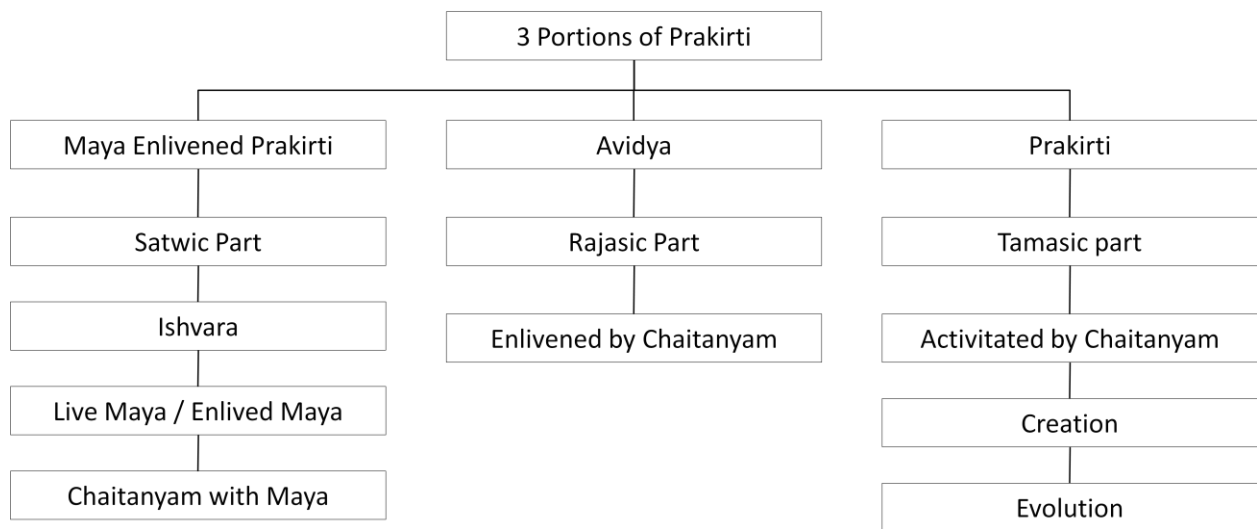 3 Portions of Prakirti
Maya Enlivened Prakirti
Avidya
Prakirti
Satwic Part
Rajasic Part
Tamasic part
Ishvara
Enlivened by Chaitanyam
Activitated by Chaitanyam
Live Maya / Enlived Maya
Creation
Chaitanyam with Maya
Evolution